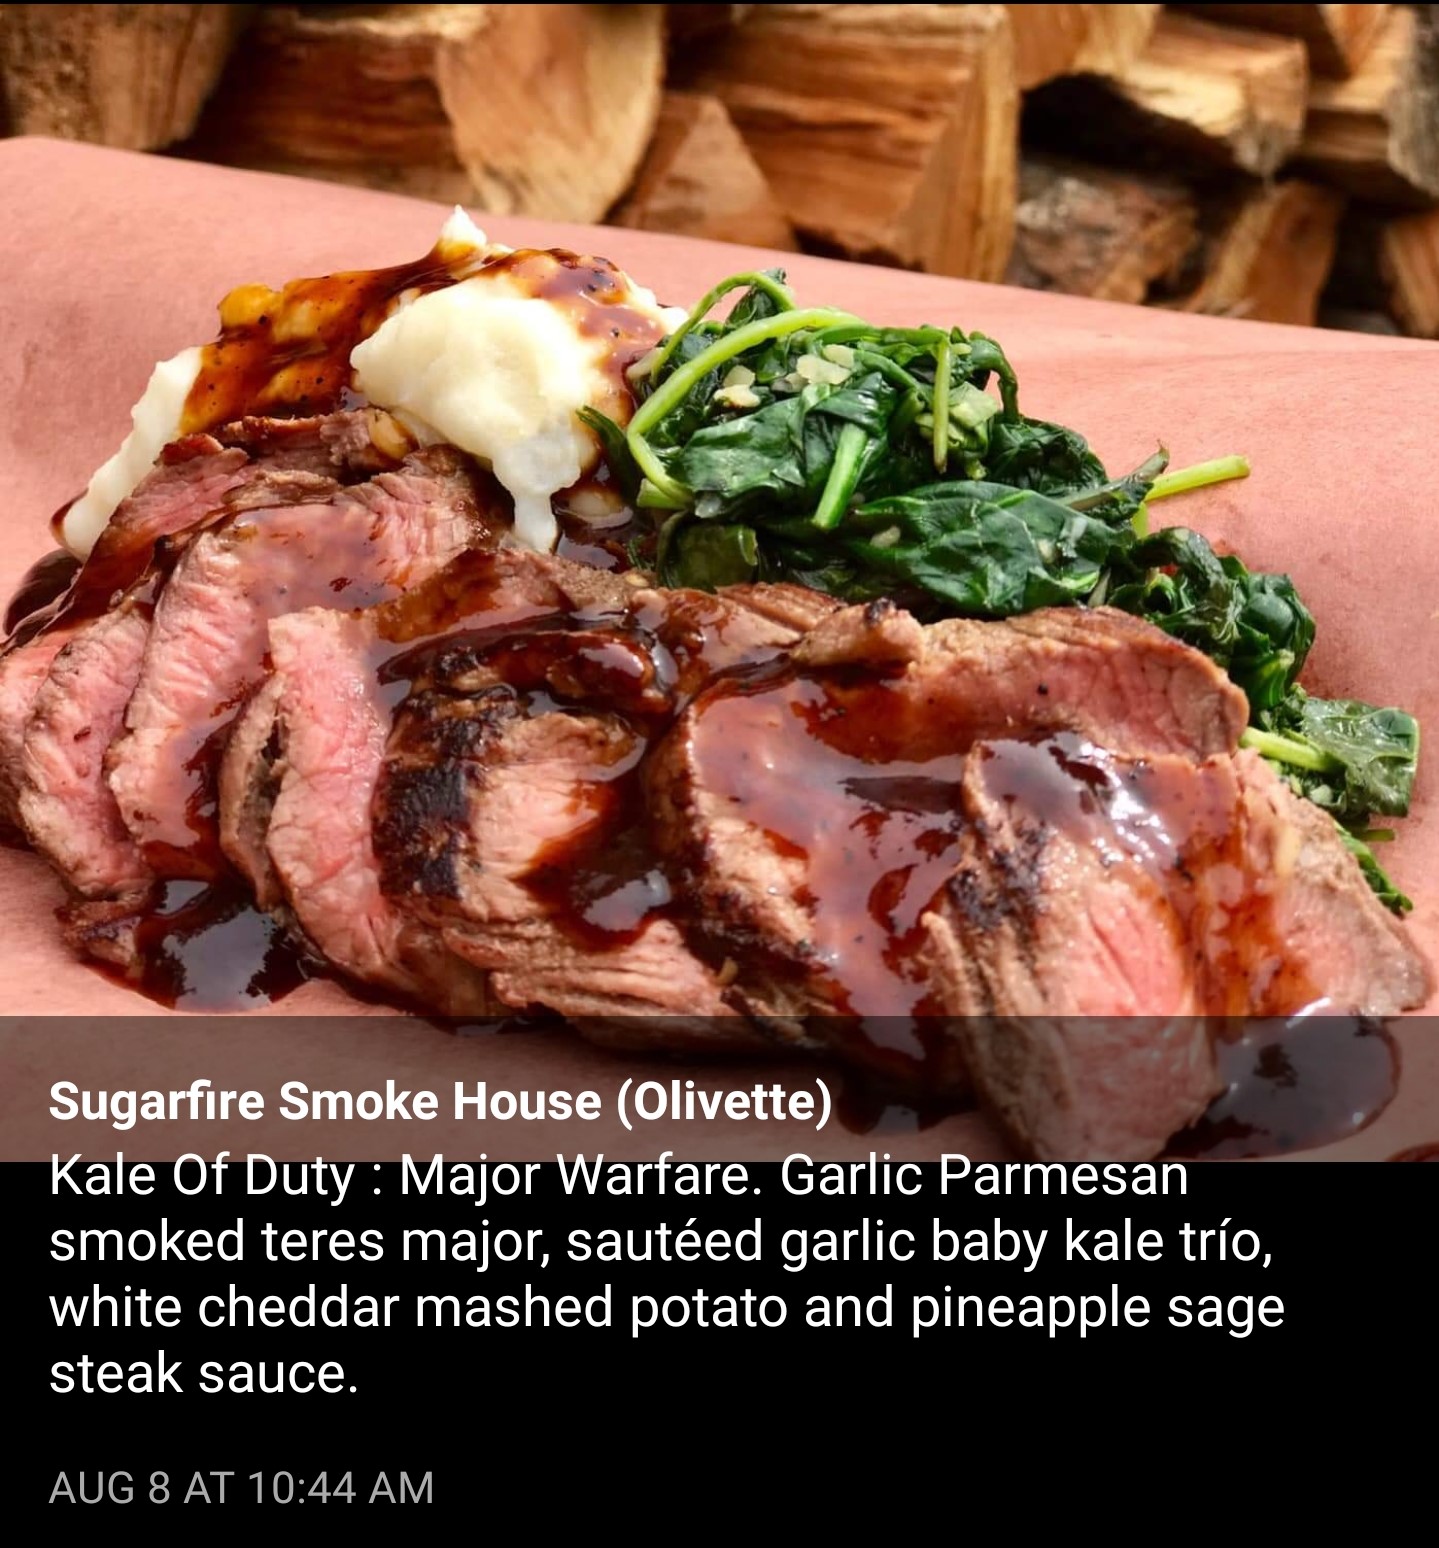 Sugarfire Smoke House (Olivette)
Kale Of Duty : Major Warfare. Garlic Parmesan
smoked teres major, sautéed garlic baby kale trío,
white cheddar mashed potato and pineapple sage
steak sauce.
AUG 8 AT 10:44 AM